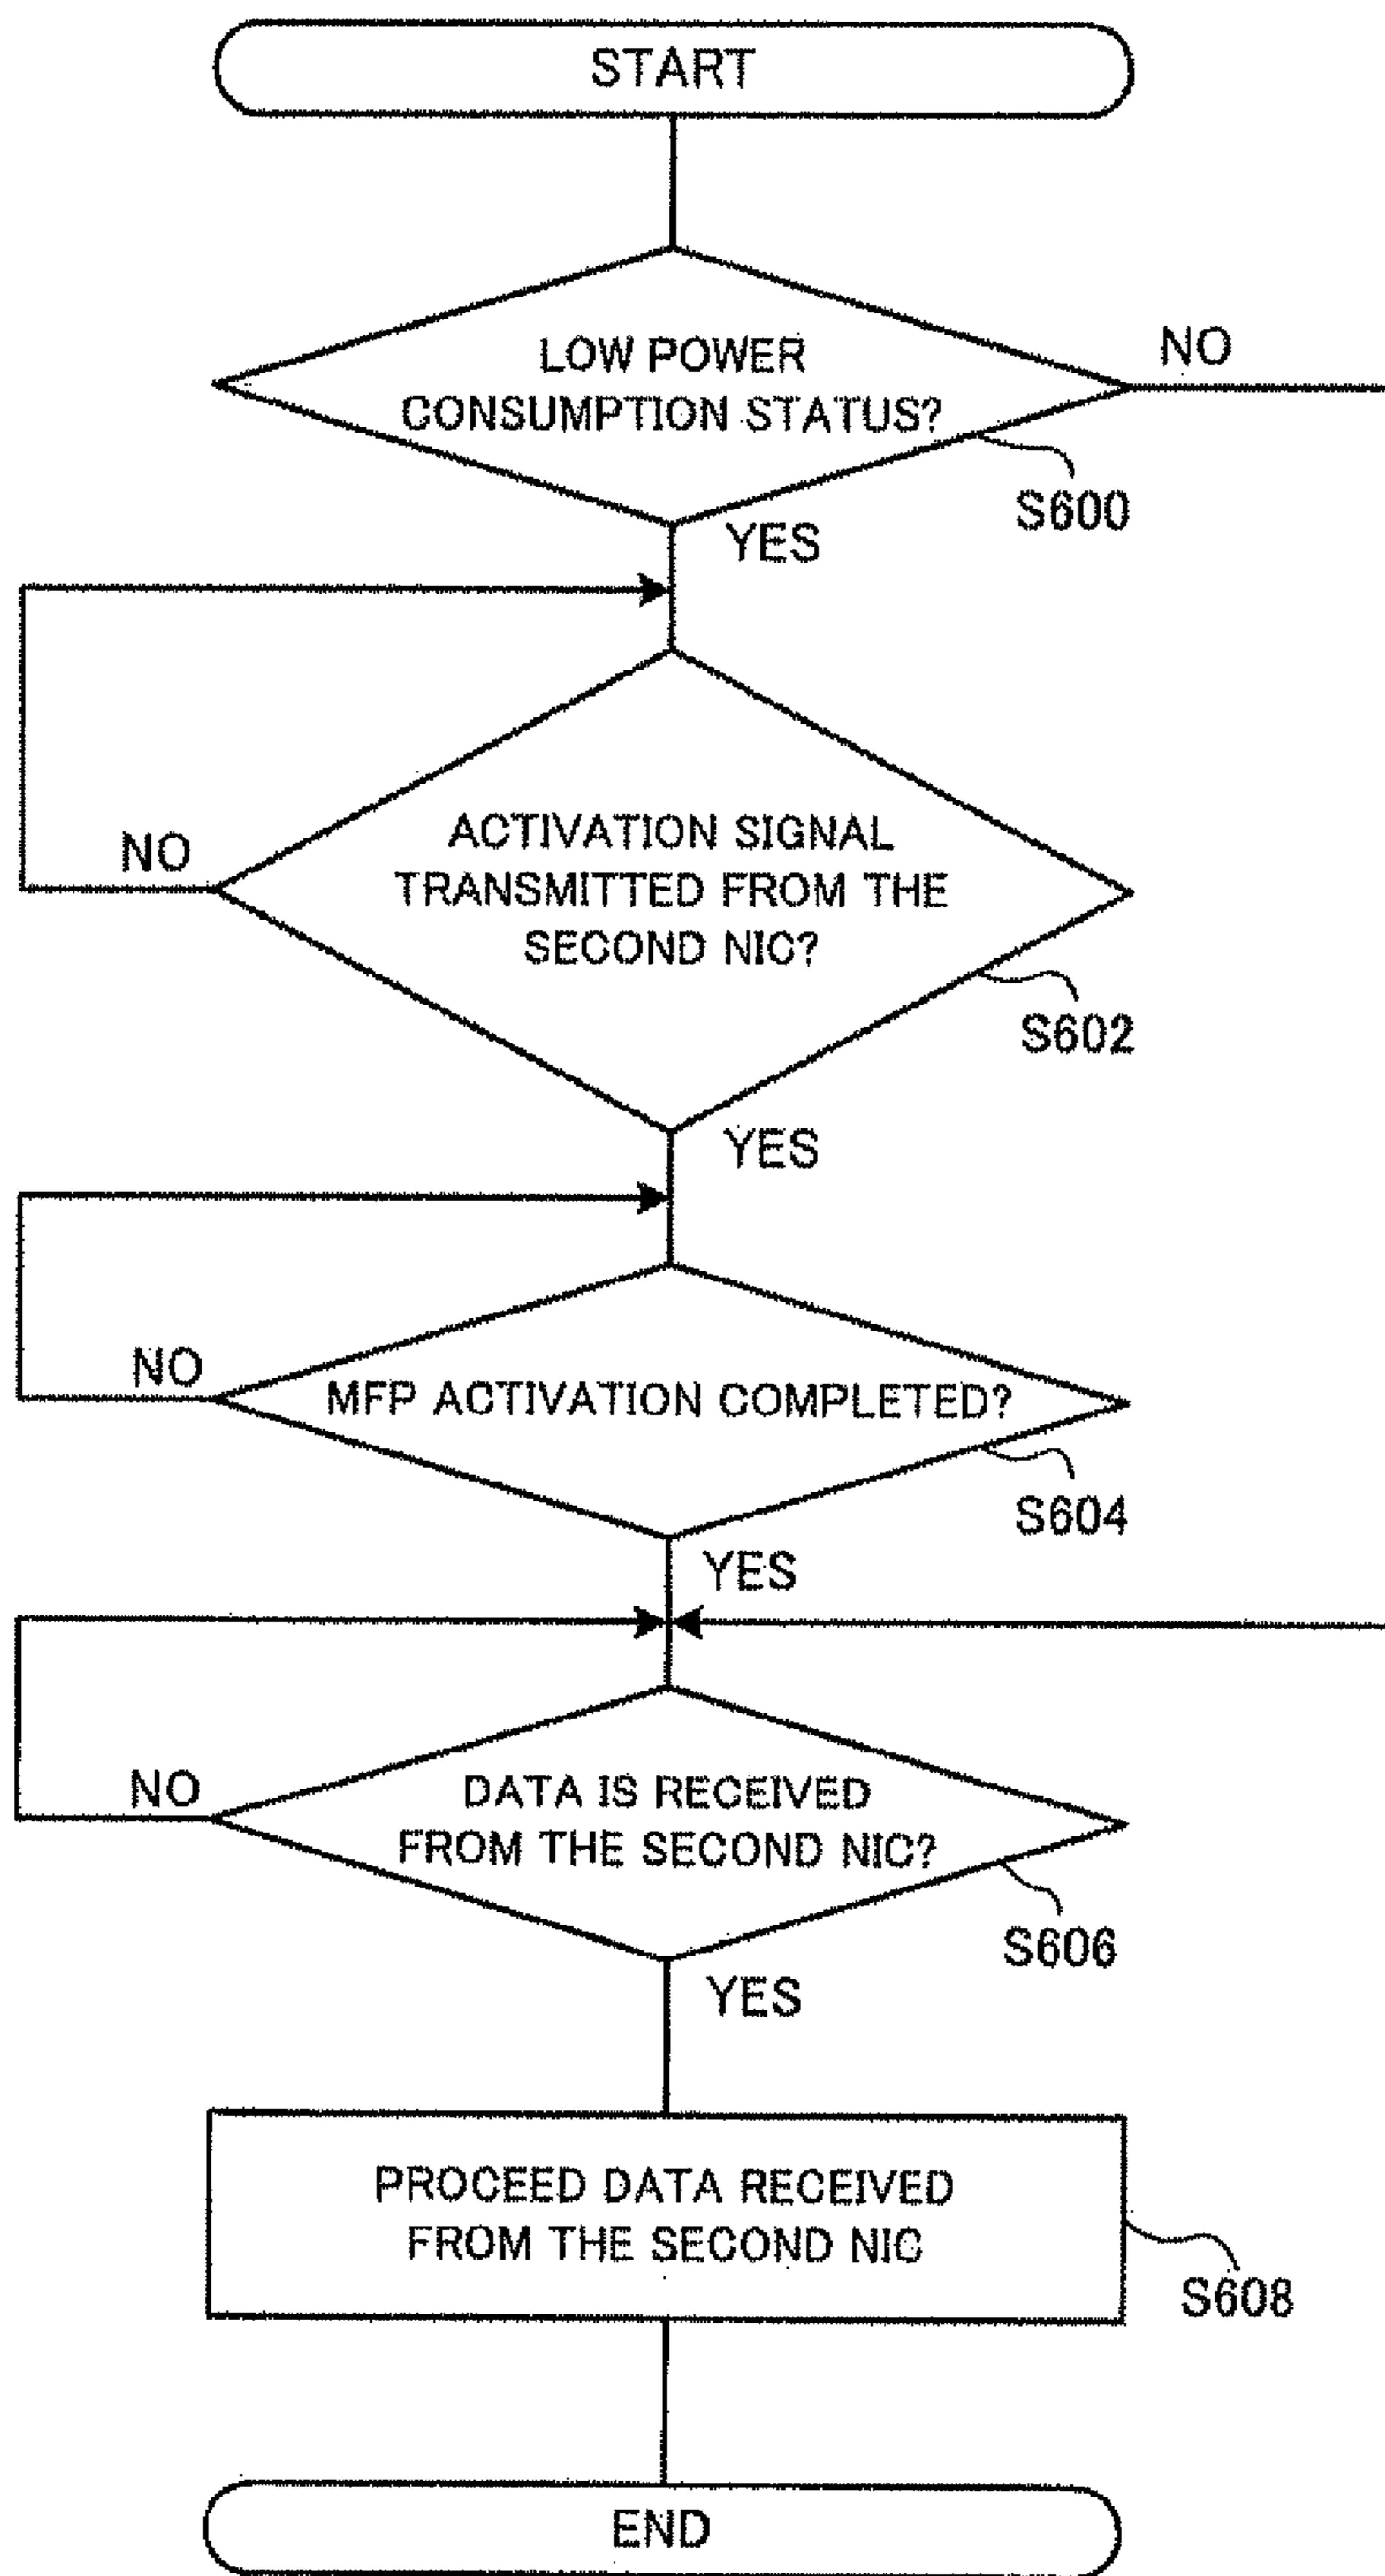 START
LOW POWER
CONSUMPTION STATUS?
NO
S600
YES
ACTIVATION SIGNAL
TRANSMITTED FROM THE
SECOND NIC?
NO
S602
YES
MFP ACTIVATION COMPLETED?
NO
S604
YES
DATA IS RECEIVED
FROM THE SECOND NIC?
NO
S606
YES
PROCEED DATA RECEIVED
FROM THE SECOND NIC
S608
END